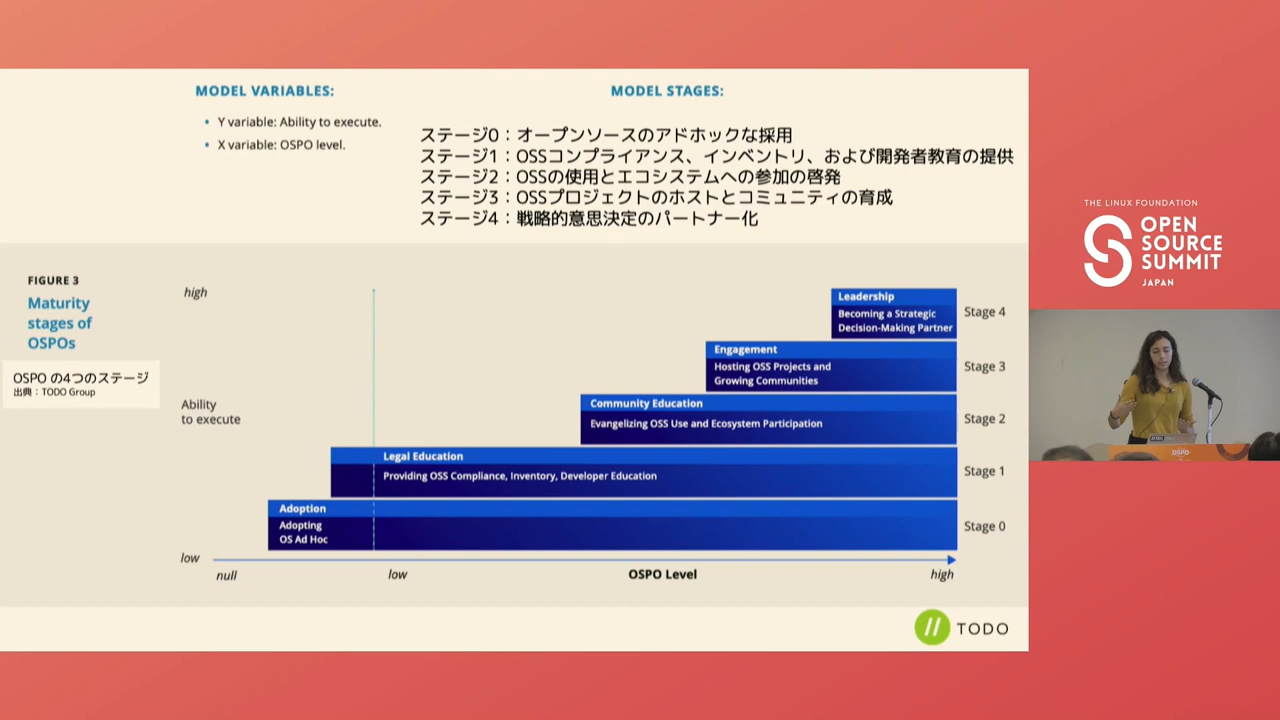 MODEL VARIABLES:
• Y variable: Ability to execute.
• X variable: OSPO level.
MODEL STAGES:
ステージ0：オープンソースのアドホックな採用
ステージ1：OSSコンプライアンス、インベントリ、および開発者教育の提供
ステージ2：OSSの使用とエコシステムへの参加の啓発
ステージ3：OSSプロジェクトのホストとコミュニティの育成
ステージ4：戦略的意思決定のパートナー化
FIGURE 3
Maturity
stages of
OSPOs
OSPO の4つのステージ
出典：TODO Group
high
Ability
to execute
low
Leadership
Becoming a Strategic
Decision-Making Partner
Stage 4
Engagement
Hosting OSS Projects and
Growing Communities
Stage 3
Community Education
Evangelizing OSS Use and Ecosystem Participation
Stage 2
Legal Education
Providing OSS Compliance, Inventory, Developer Education
Stage 1
Adoption
Adopting
OS Ad Hoc
Stage 0
null
low
OSPO Level
high
TODO
THE LINUX FOUNDATION
OPEN
SOURCE
SUMMIT
JAPAN
OSPO